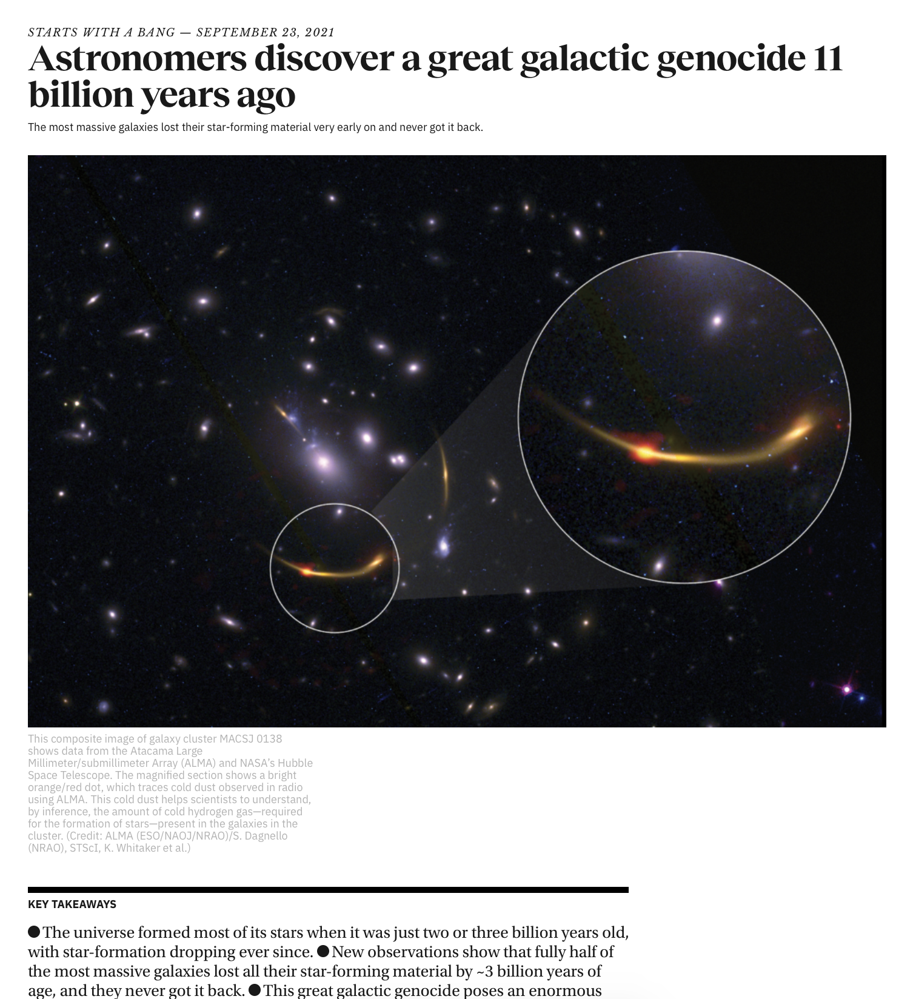 STARTS WITH A BANG — SEPTEMBER 23, 2021
Astronomers discover a great galactic genocide 11
billion years ago
The most massive galaxies lost their star-forming material very early on and never got it back.
This composite image of galaxy cluster MACSJ 0138
shows data from the Atacama Large
Millimeter/submillimeter Array (ALMA) and NASA’s Hubble
Space Telescope. The magnified section shows a bright
orange/red dot, which traces cold dust observed in radio
using ALMA. This cold dust helps scientists to understand,
by inference, the amount of cold hydrogen gas—required
for the formation of stars—present in the galaxies in the
cluster. (Credit: ALMA (ESO/NAOJ/NRAO)/S. Dagnello
(NRAO), STScI, K. Whitaker et al.)
KEY TAKEAWAYS
● The universe formed most of its stars when it was just two or three billion years old,
with star-formation dropping ever since. ● New observations show that fully half of
the most massive galaxies lost all their star-forming material by ~3 billion years of
age, and they never got it back. ● This great galactic genocide poses an enormous